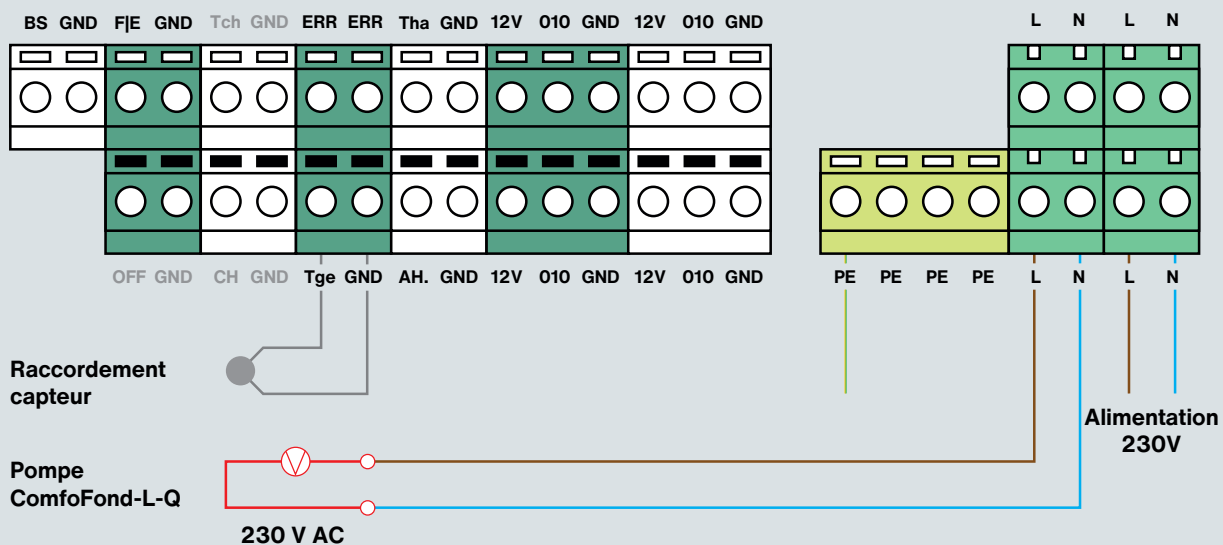 BS GND F|E GND Tch GND ERR ERR Tha GND 12V 010 GND 12V 010 GND L N L N
OFF GND CH GND Tge GND AH. GND 12V 010 GND 12V 010 GND PE PE PE PE L N L N
Raccordement
capteur
Alimentation
230V
Pompe
ComfoFond-L-Q
230 V AC